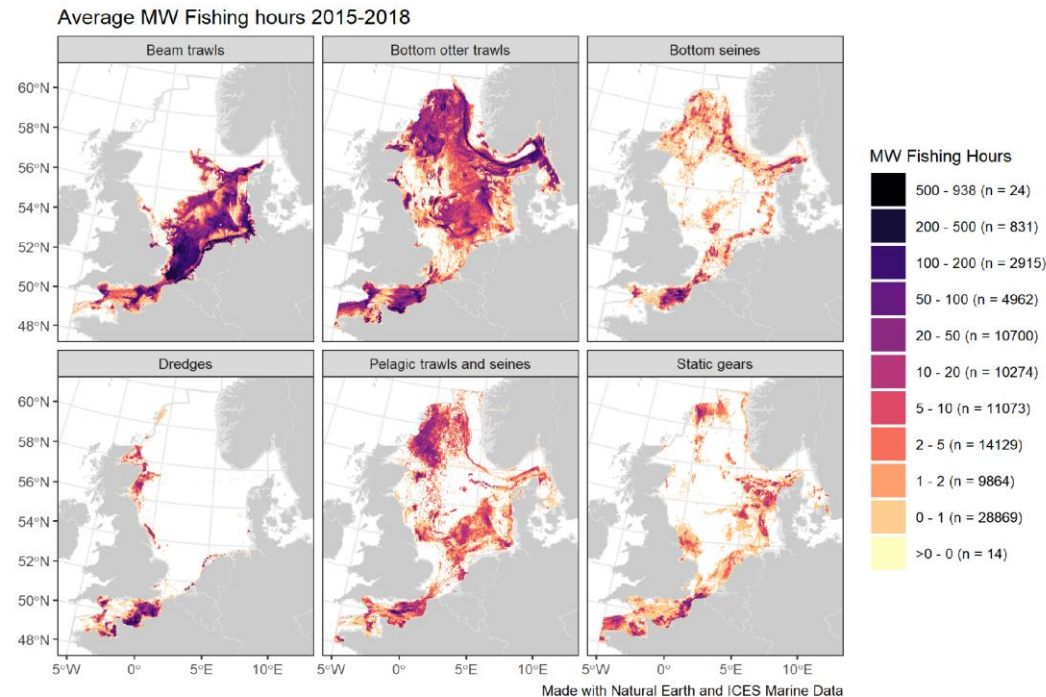 Average MW Fishing hours 2015-2018
Beam trawls
Bottom otter trawls
Bottom seines
60°N
58°N
56°N
54°N
52°N
50°N
48°N
Dredges
Pelagic trawls and seines
Static gears
60°N
58°N
56°N
54°N
52°N
50°N
48°N
5°W 0° 5°E 10°E 5°W 0° 5°E 10°E 5°W 0° 5°E 10°E
MW Fishing Hours
500 - 938 (n = 24)
200 - 500 (n = 831)
100 - 200 (n = 2915)
50 - 100 (n = 4962)
20 - 50 (n = 10700)
10 - 20 (n = 10274)
5 - 10 (n = 11073)
2 - 5 (n = 14129)
1 - 2 (n = 9864)
0 - 1 (n = 28869)
>0 - 0 (n = 14)
Made with Natural Earth and ICES Marine Data